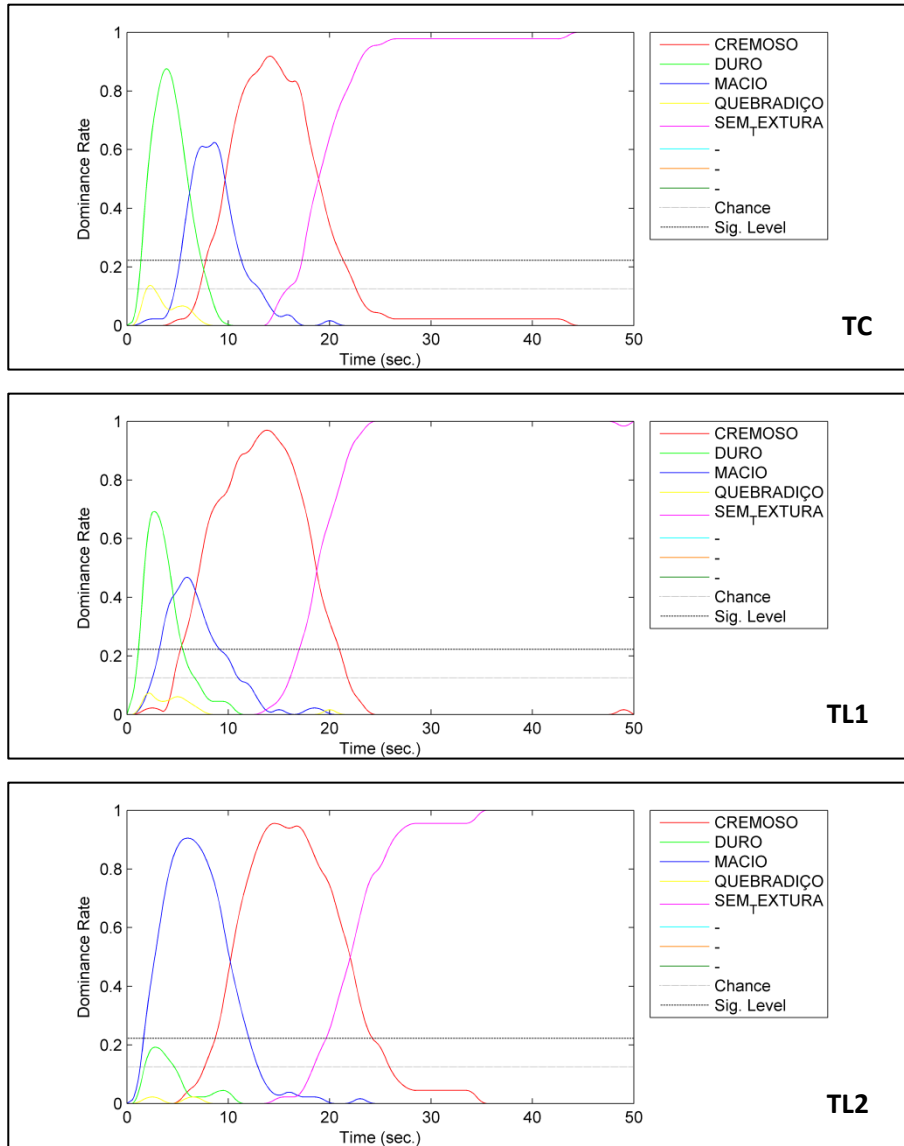 1
0.8
0.6
0.4
0.2
0
Dominance Rate
0 10 20 30 40 50
Time (sec.)
CREMOSO
DURO
MACIO
QUEBRADIÇO
SEM_TEXTURA
-
-
-
Chance
Sig. Level
TC
1
0.8
0.6
0.4
0.2
0
Dominance Rate
0 10 20 30 40 50
Time (sec.)
CREMOSO
DURO
MACIO
QUEBRADIÇO
SEM_TEXTURA
-
-
-
Chance
Sig. Level
TL1
1
0.8
0.6
0.4
0.2
0
Dominance Rate
0 10 20 30 40 50
Time (sec.)
CREMOSO
DURO
MACIO
QUEBRADIÇO
SEM_TEXTURA
-
-
-
Chance
Sig. Level
TL2